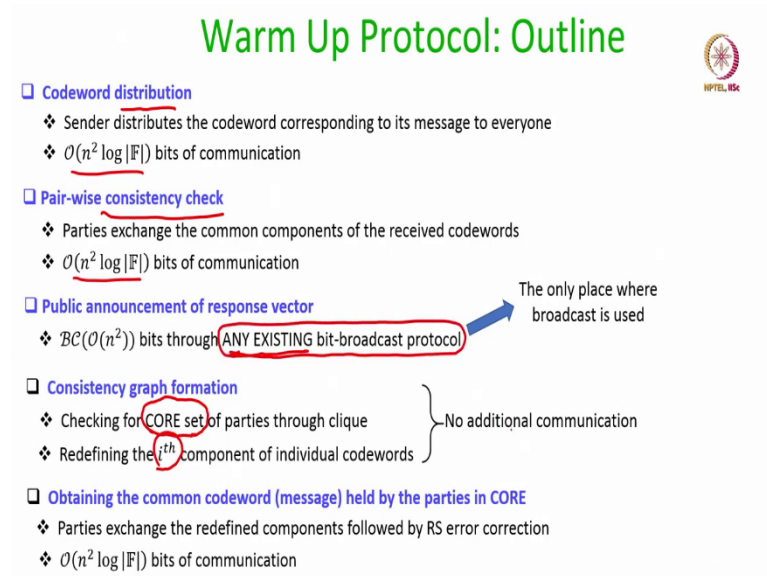 Warm Up Protocol: Outline
NPTEL, IISc
❑ Codeword distribution
❖ Sender distributes the codeword corresponding to its message to everyone
❖ 𝒪(n² log|𝔽|) bits of communication
❑ Pair-wise consistency check
❖ Parties exchange the common components of the received codewords
❖ 𝒪(n² log|𝔽|) bits of communication
❑ Public announcement of response vector
❖ ℬ𝒞(𝒪(n²)) bits through ANY EXISTING bit-broadcast protocol
The only place where
broadcast is used
❑ Consistency graph formation
❖ Checking for CORE set of parties through clique
❖ Redefining the iᵗʰ component of individual codewords
No additional communication
❑ Obtaining the common codeword (message) held by the parties in CORE
❖ Parties exchange the redefined components followed by RS error correction
❖ 𝒪(n² log|𝔽|) bits of communication